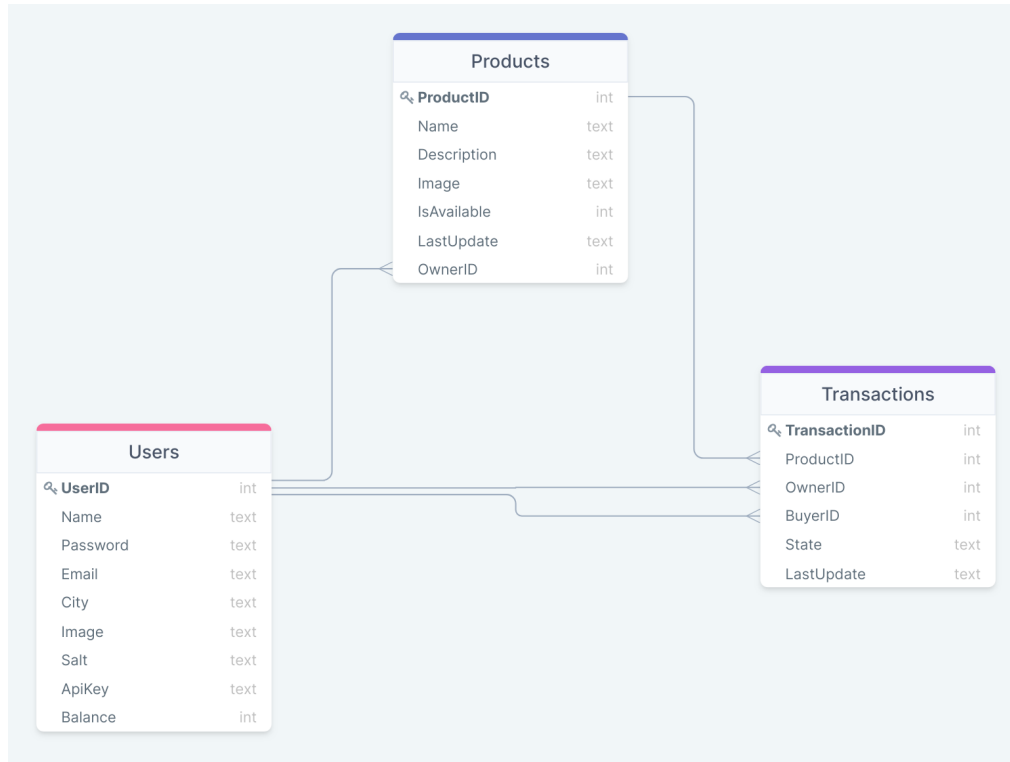 Products
ProductID int
Name text
Description text
Image text
IsAvailable int
LastUpdate text
OwnerID int
Transactions
TransactionID int
ProductID int
OwnerID int
BuyerID int
State text
LastUpdate text
Users
UserID int
Name text
Password text
Email text
City text
Image text
Salt text
ApiKey text
Balance int